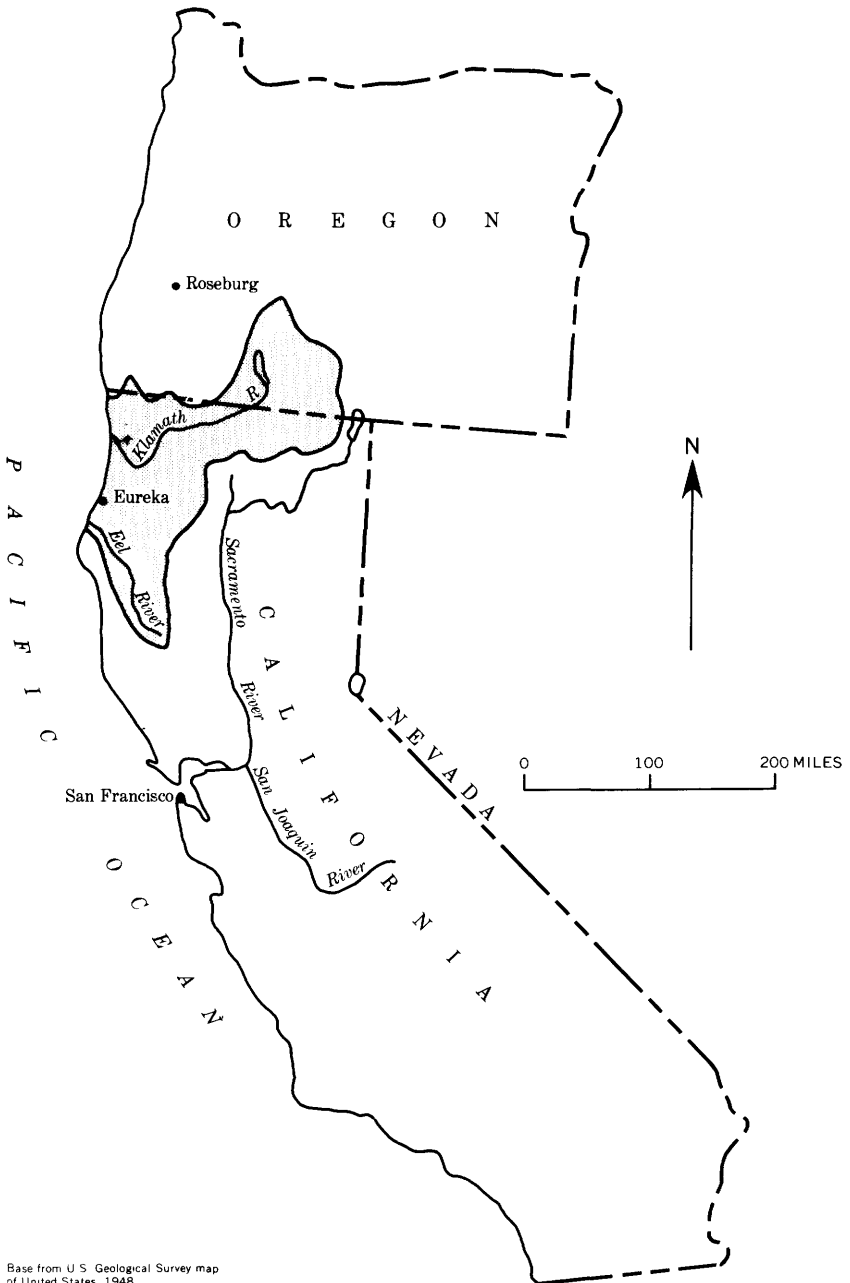 O R E G O N
Roseburg
Klamath R
Eureka
Eel River
Sacramento River
PACIFIC OCEAN
CALIFORNIA
NEVADA
N
0 100 200 MILES
San Francisco
San Joaquin River
Base from U S Geological Survey map
of United States, 1948